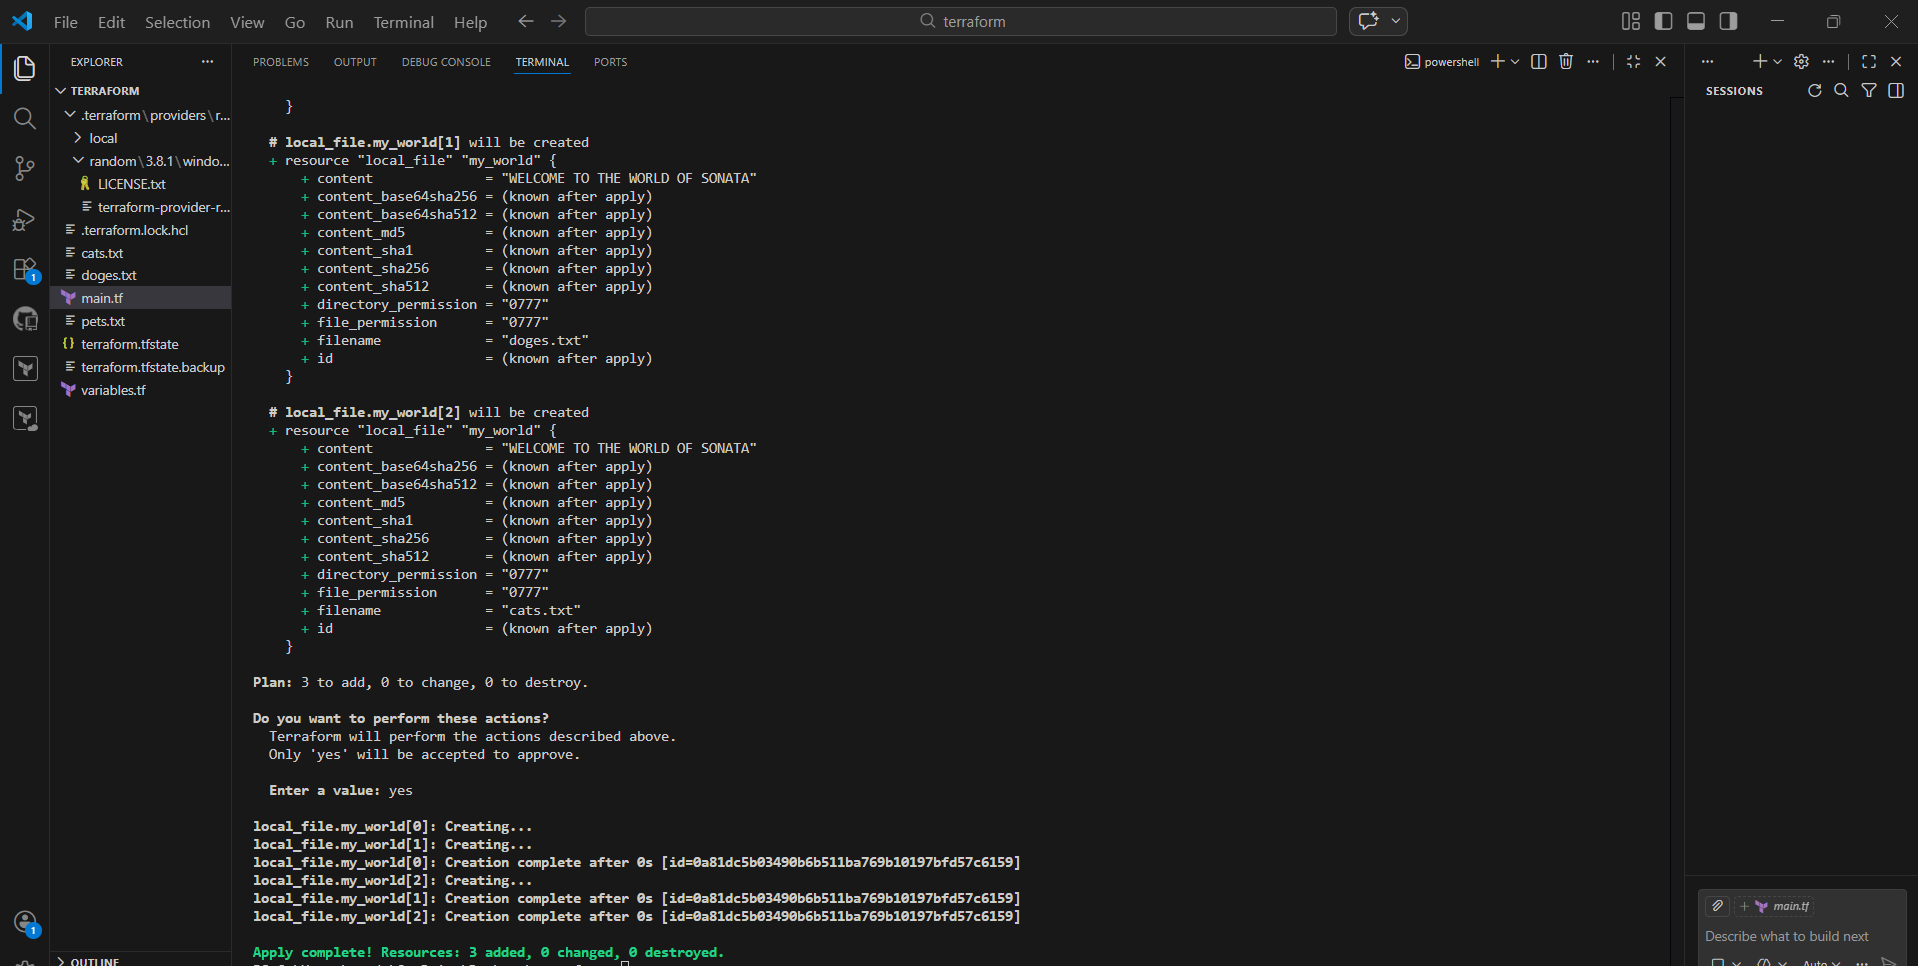 File Edit Selection View Go Run Terminal Help
terraform
EXPLORER
TERRAFORM
.terraform\providers\r...
local
random\3.8.1\windo...
LICENSE.txt
terraform-provider-r...
.terraform.lock.hcl
cats.txt
doges.txt
main.tf
pets.txt
terraform.tfstate
terraform.tfstate.backup
variables.tf
OUTLINE
1
1
PROBLEMS OUTPUT DEBUG CONSOLE TERMINAL PORTS
powershell
}
# local_file.my_world[1] will be created
+ resource "local_file" "my_world" {
+ content = "WELCOME TO THE WORLD OF SONATA"
+ content_base64sha256 = (known after apply)
+ content_base64sha512 = (known after apply)
+ content_md5 = (known after apply)
+ content_sha1 = (known after apply)
+ content_sha256 = (known after apply)
+ content_sha512 = (known after apply)
+ directory_permission = "0777"
+ file_permission = "0777"
+ filename = "doges.txt"
+ id = (known after apply)
}
# local_file.my_world[2] will be created
+ resource "local_file" "my_world" {
+ content = "WELCOME TO THE WORLD OF SONATA"
+ content_base64sha256 = (known after apply)
+ content_base64sha512 = (known after apply)
+ content_md5 = (known after apply)
+ content_sha1 = (known after apply)
+ content_sha256 = (known after apply)
+ content_sha512 = (known after apply)
+ directory_permission = "0777"
+ file_permission = "0777"
+ filename = "cats.txt"
+ id = (known after apply)
}
Plan: 3 to add, 0 to change, 0 to destroy.
Do you want to perform these actions?
Terraform will perform the actions described above.
Only 'yes' will be accepted to approve.
Enter a value: yes
local_file.my_world[0]: Creating...
local_file.my_world[1]: Creating...
local_file.my_world[0]: Creation complete after 0s [id=0a81dc5b03490b6b511ba769b10197bfd57c6159]
local_file.my_world[2]: Creating...
local_file.my_world[1]: Creation complete after 0s [id=0a81dc5b03490b6b511ba769b10197bfd57c6159]
local_file.my_world[2]: Creation complete after 0s [id=0a81dc5b03490b6b511ba769b10197bfd57c6159]
Apply complete! Resources: 3 added, 0 changed, 0 destroyed.
SESSIONS
main.tf
Describe what to build next
Auto